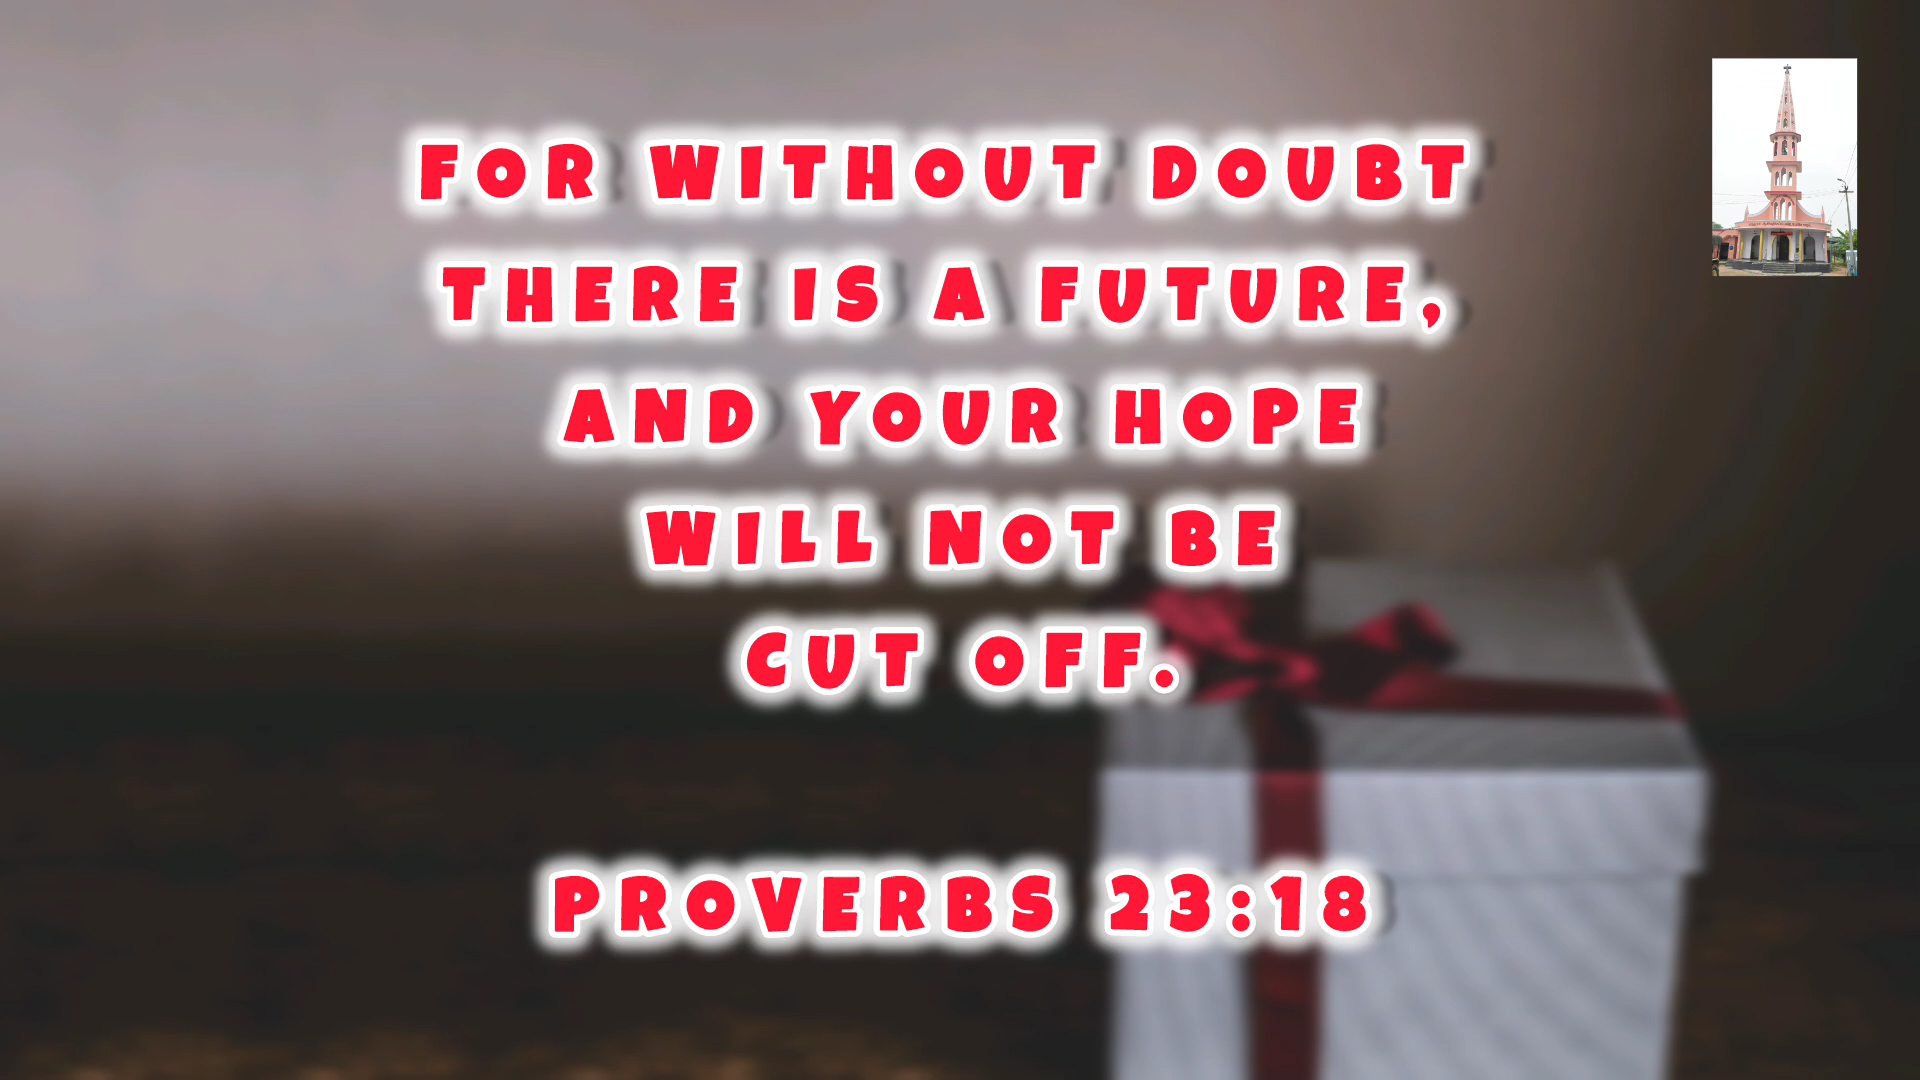 FOR WITHOUT DOUBT
THERE IS A FUTURE,
AND YOUR HOPE
WILL NOT BE
CUT OFF.
PROVERBS 23:18